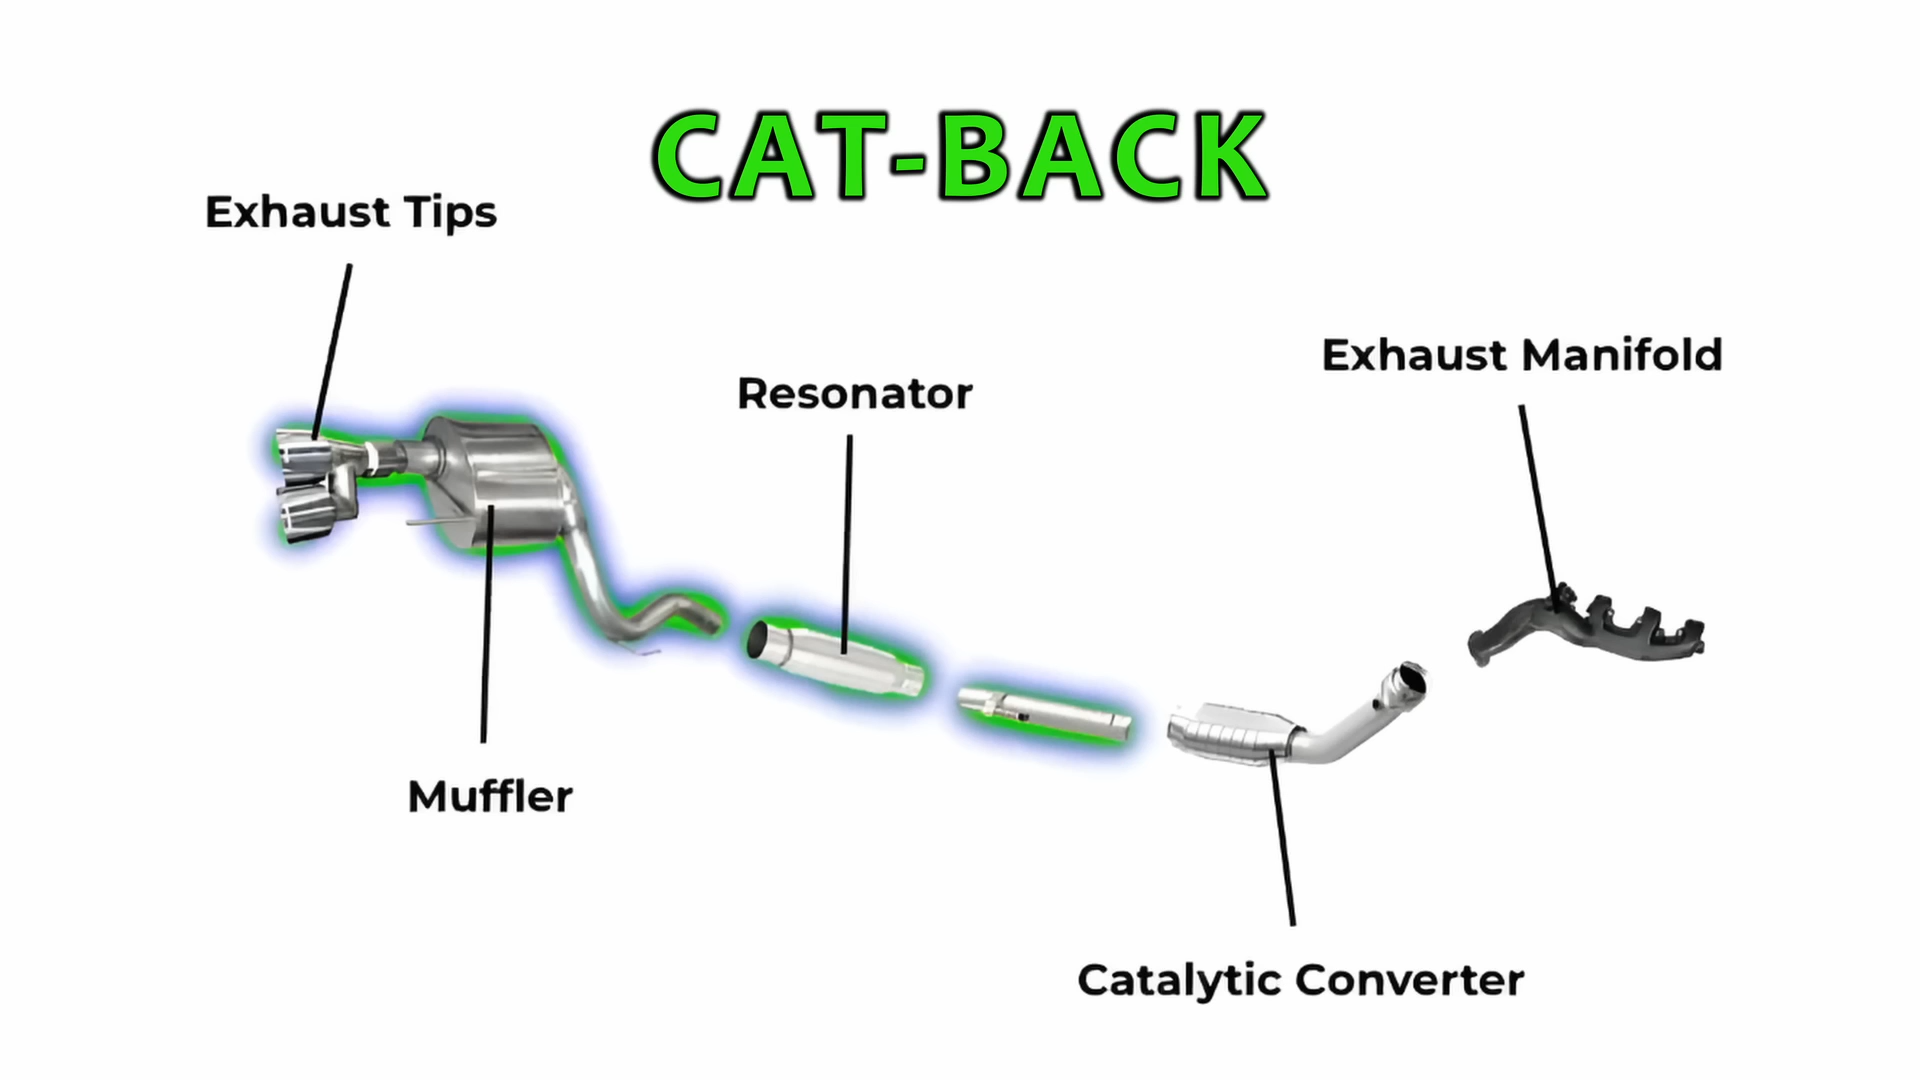 CAT-BACK
Exhaust Tips
Exhaust Manifold
Resonator
Muffler
Catalytic Converter